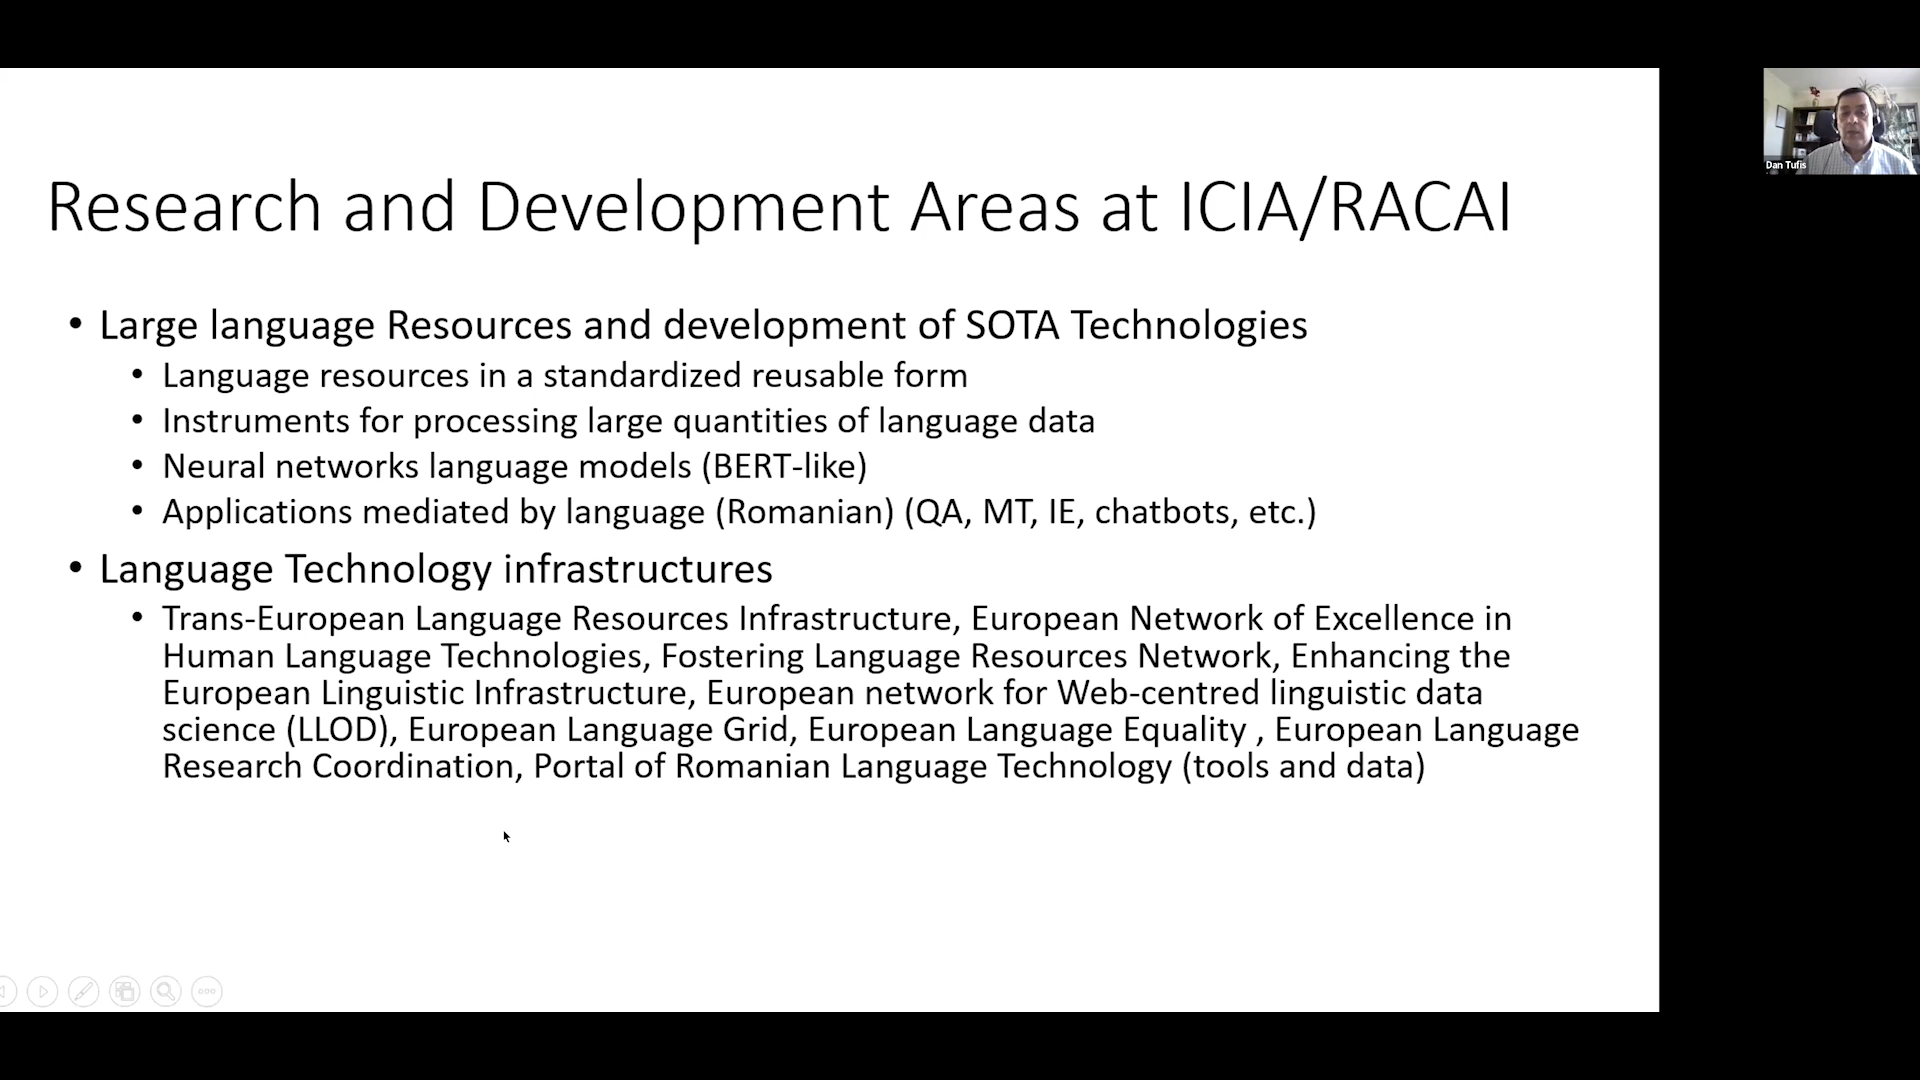 Research and Development Areas at ICIA/RACAI
• Large language Resources and development of SOTA Technologies
• Language resources in a standardized reusable form
• Instruments for processing large quantities of language data
• Neural networks language models (BERT-like)
• Applications mediated by language (Romanian) (QA, MT, IE, chatbots, etc.)
• Language Technology infrastructures
• Trans-European Language Resources Infrastructure, European Network of Excellence in
Human Language Technologies, Fostering Language Resources Network, Enhancing the
European Linguistic Infrastructure, European network for Web-centred linguistic data
science (LLOD), European Language Grid, European Language Equality , European Language
Research Coordination, Portal of Romanian Language Technology (tools and data)
Dan Tufis